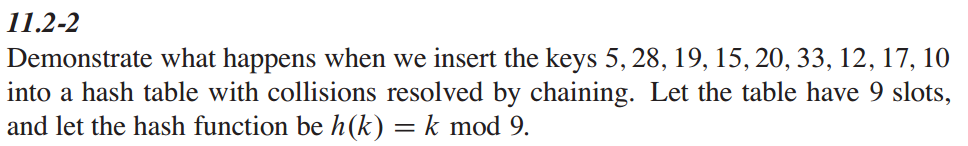 11.2-2
Demonstrate what happens when we insert the keys 5, 28, 19, 15, 20, 33, 12, 17, 10
into a hash table with collisions resolved by chaining. Let the table have 9 slots,
and let the hash function be h(k) = k mod 9.